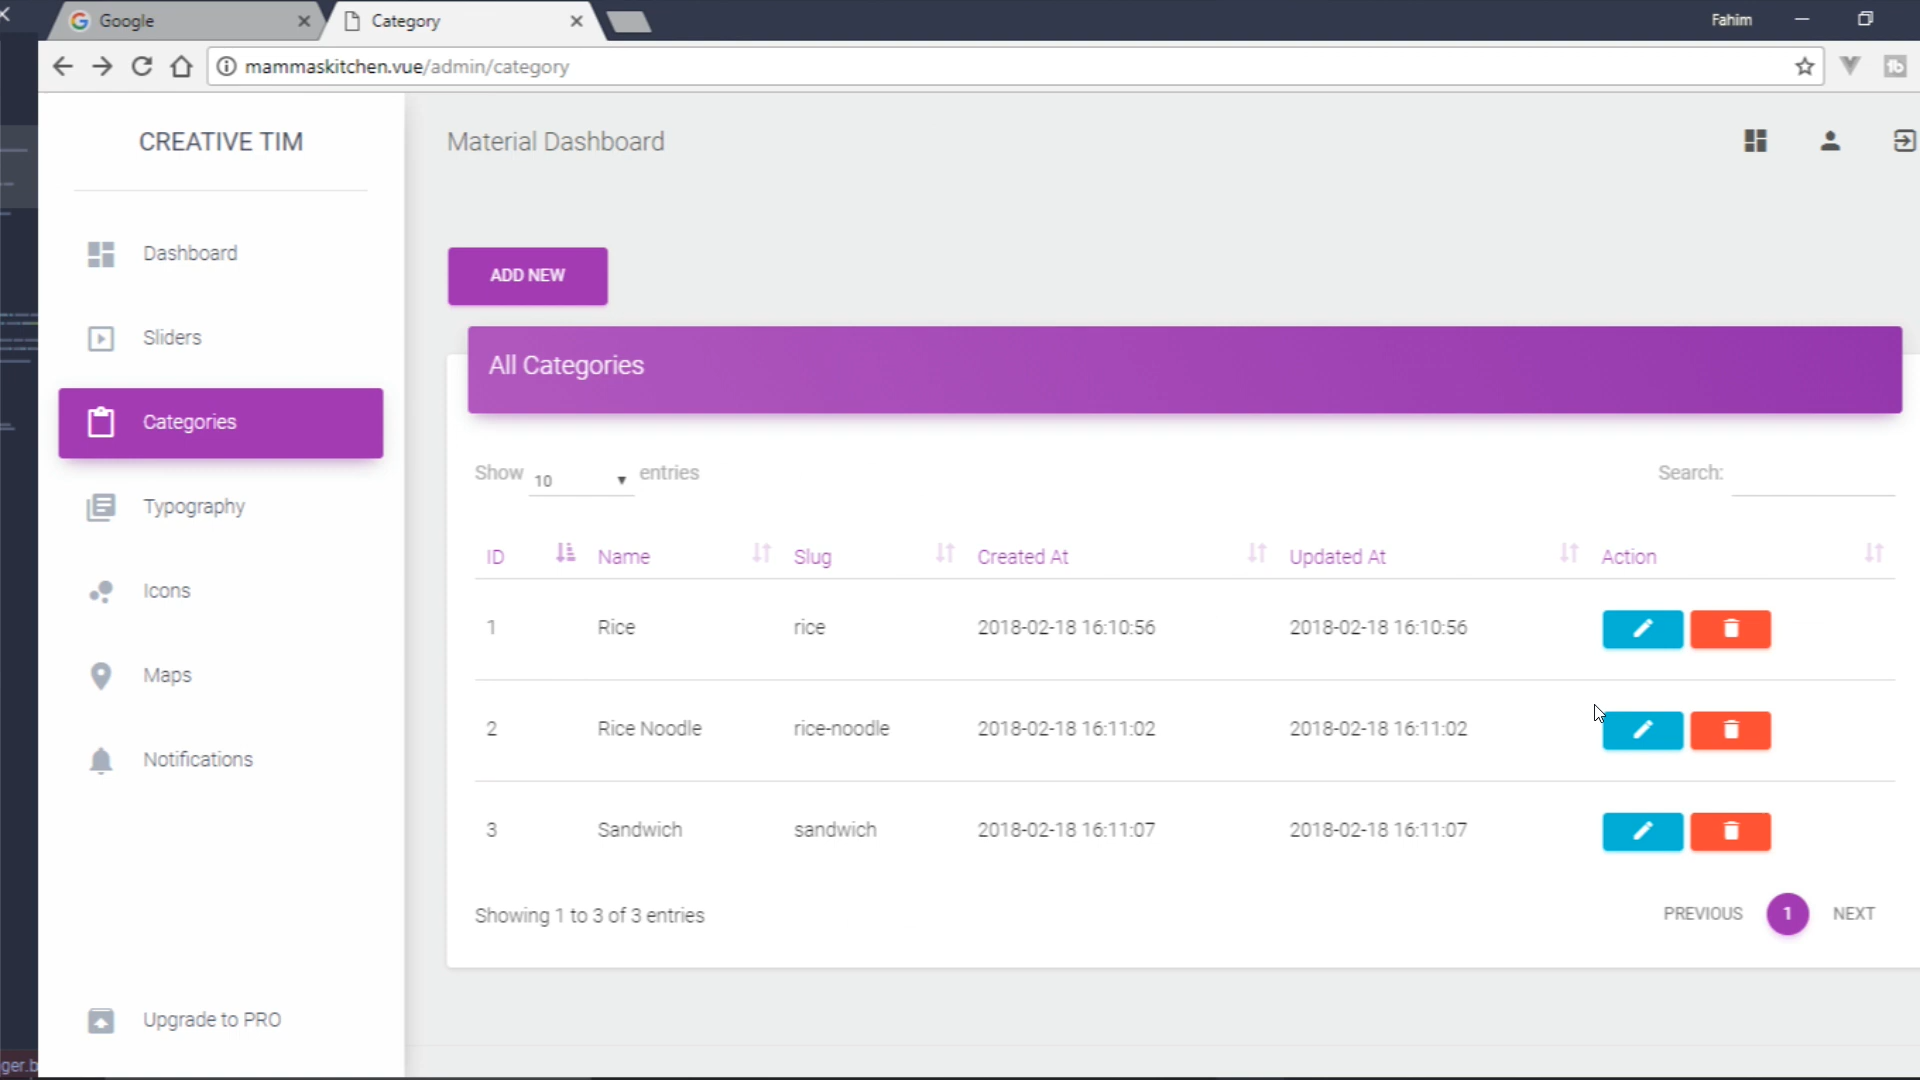 Google
Category
Fahim
mammaskitchen.vue/admin/category
CREATIVE TIM
Material Dashboard
Dashboard
Sliders
Categories
Typography
Icons
Maps
Notifications
Upgrade to PRO
ADD NEW
All Categories
Show 10 entries
Search:
ID Name Slug Created At Updated At Action
1 Rice rice 2018-02-18 16:10:56 2018-02-18 16:10:56
2 Rice Noodle rice-noodle 2018-02-18 16:11:02 2018-02-18 16:11:02
3 Sandwich sandwich 2018-02-18 16:11:07 2018-02-18 16:11:07
Showing 1 to 3 of 3 entries
PREVIOUS 1 NEXT
ger.b